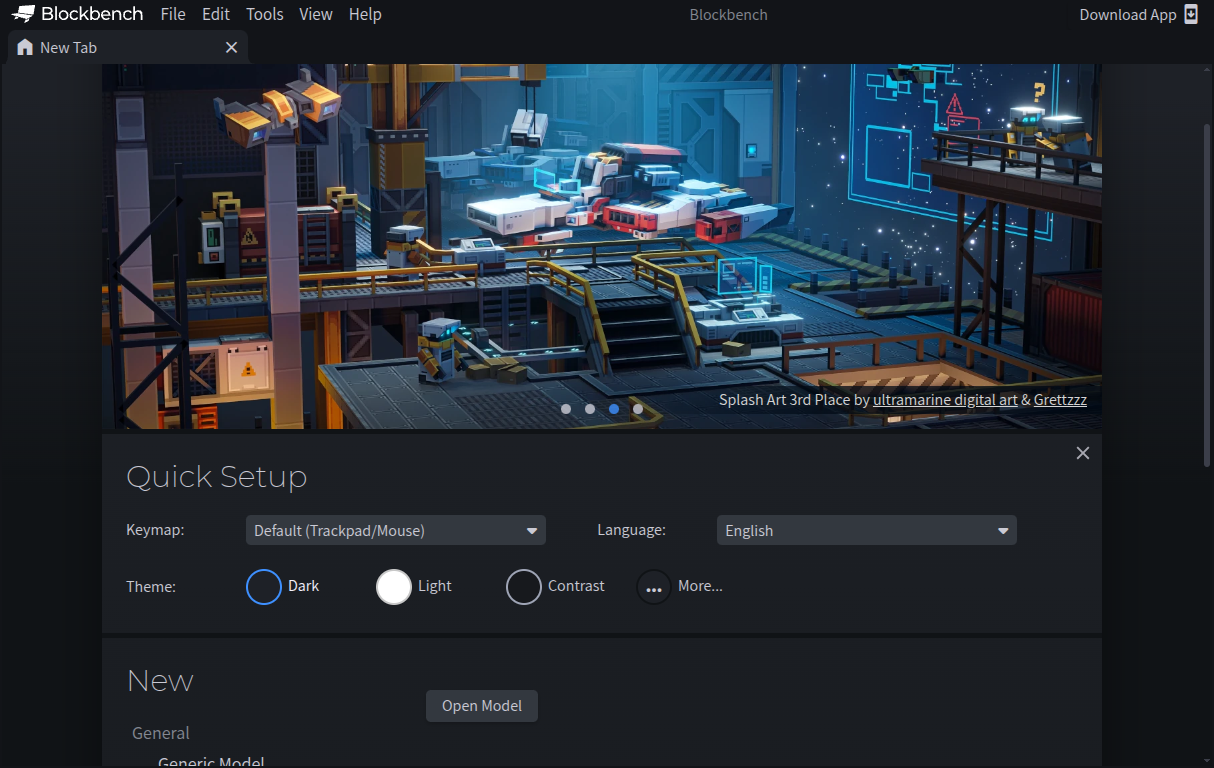 Blockbench File Edit Tools View Help Blockbench Download App
New Tab
?
Splash Art 3rd Place by ultramarine digital art & Grettzzz
Quick Setup
Keymap: Default (Trackpad/Mouse) Language: English
Theme: Dark Light Contrast More...
New
Open Model
General
Generic Model